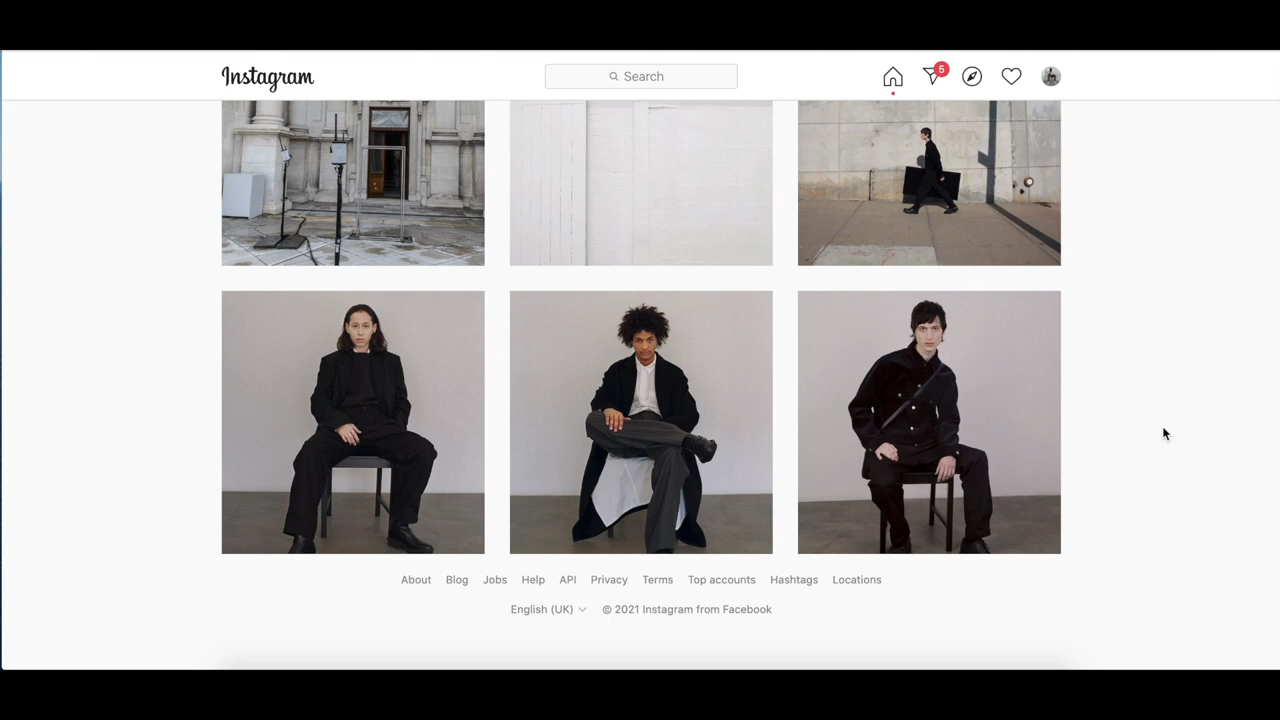 Instagram
Search
5
About Blog Jobs Help API Privacy Terms Top accounts Hashtags Locations
English (UK) © 2021 Instagram from Facebook